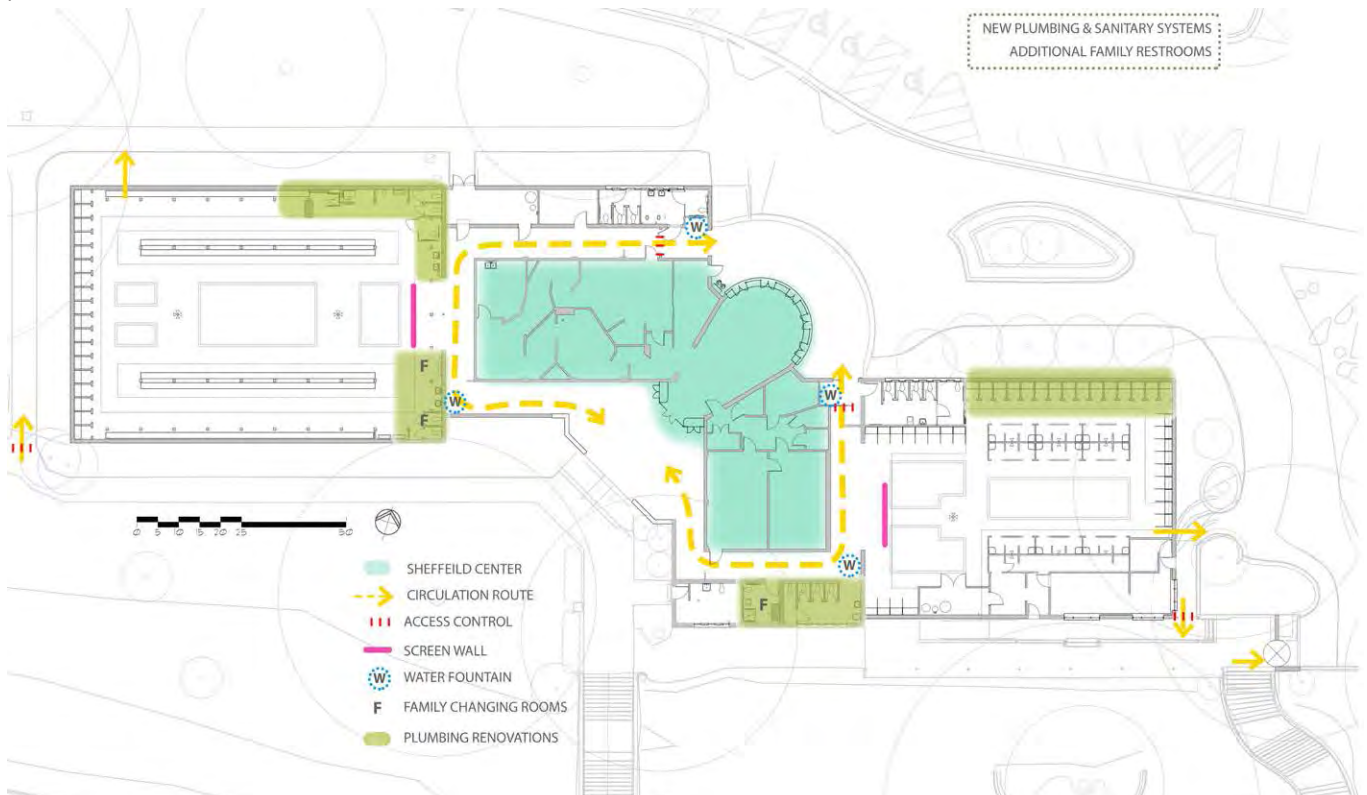 NEW PLUMBING & SANITARY SYSTEMS
ADDITIONAL FAMILY RESTROOMS
W
F
W
W
F
W
F
0 5 10 15 20 25 50
SHEFFEILD CENTER
CIRCULATION ROUTE
ACCESS CONTROL
SCREEN WALL
W WATER FOUNTAIN
F FAMILY CHANGING ROOMS
PLUMBING RENOVATIONS